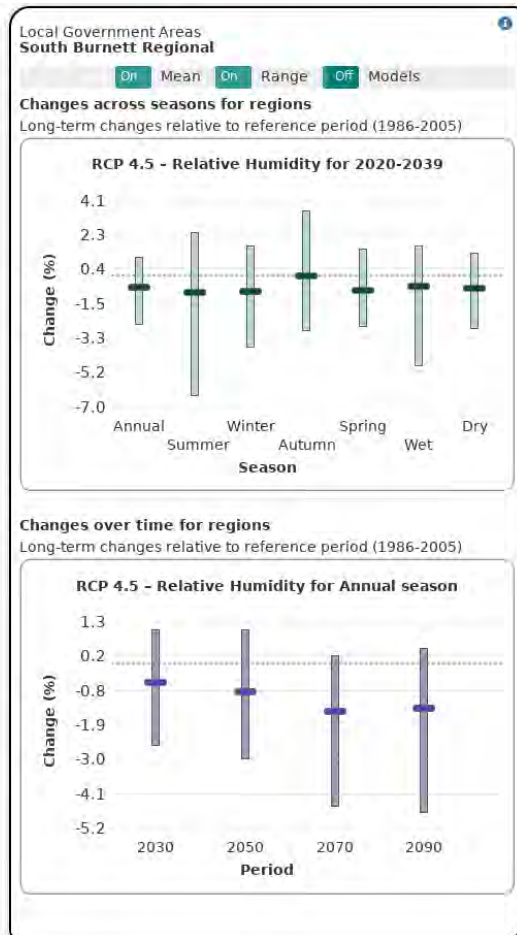 Local Government Areas
South Burnett Regional
On Mean On Range Off Models
Changes across seasons for regions
Long-term changes relative to reference period (1986-2005)
RCP 4.5 – Relative Humidity for 2020-2039
4.1
2.3
0.4
-1.5
-3.3
-5.2
-7.0
Change (%)
Annual Winter Spring Dry
Summer Autumn Wet
Season
Changes over time for regions
Long-term changes relative to reference period (1986-2005)
RCP 4.5 – Relative Humidity for Annual season
1.3
0.2
-0.8
-1.9
-3.0
-4.1
-5.2
Change (%)
2030 2050 2070 2090
Period